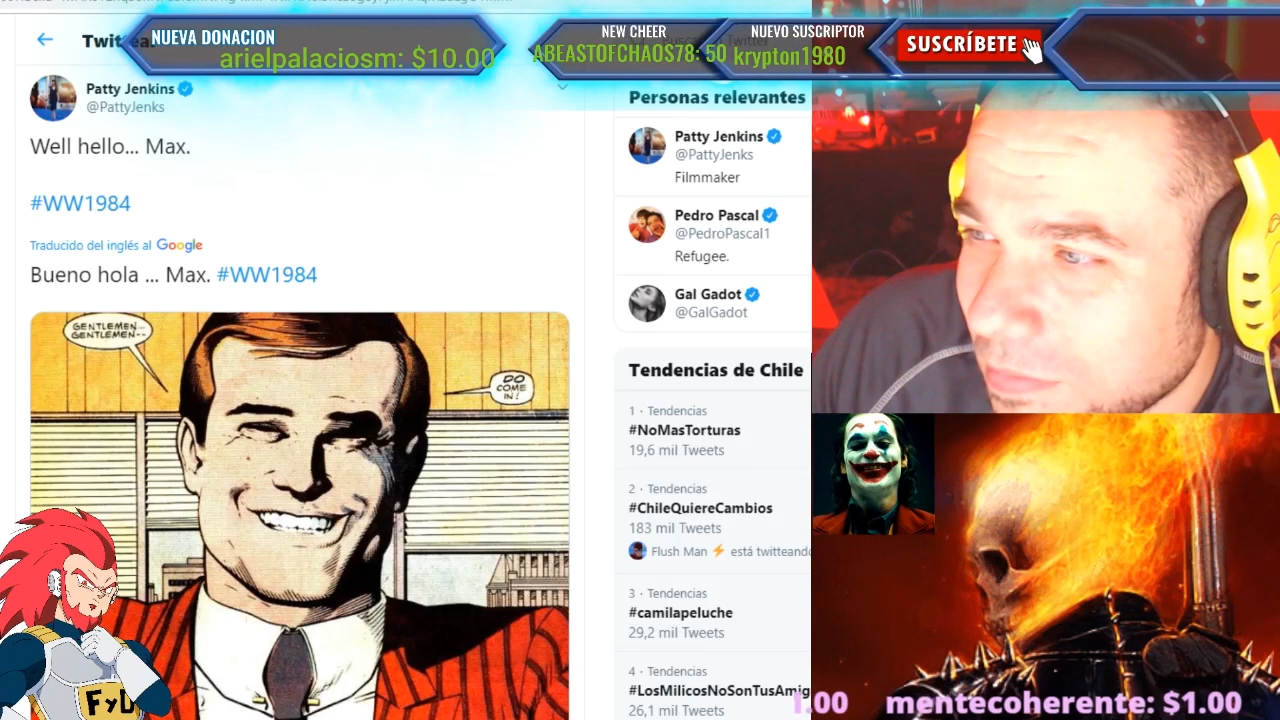 NUEVA DONACION
arielpalaciosm: $10.00
NEW CHEER
ABEASTOFCHAOS78: 50
NUEVO SUSCRIPTOR
krypton1980
SUSCRÍBETE
Patty Jenkins
@PattyJenks
Well hello... Max.
#WW1984
Traducido del inglés al Google
Bueno hola ... Max. #WW1984
GENTLEMEN...
GENTLEMEN--
DO
COME
IN!
FyD
Personas relevantes
Patty Jenkins
@PattyJenks
Filmmaker
Pedro Pascal
@PedroPascal1
Refugee.
Gal Gadot
@GalGadot
Tendencias de Chile
1 · Tendencias
#NoMasTorturas
19,6 mil Tweets
2 · Tendencias
#ChileQuiereCambios
183 mil Tweets
Flush Man ⚡ está twitteando
3 · Tendencias
#camilapeluche
29,2 mil Tweets
4 · Tendencias
#LosMilicosNoSonTusAmig
26,1 mil Tweets
1.00 mentecoherente: $1.00